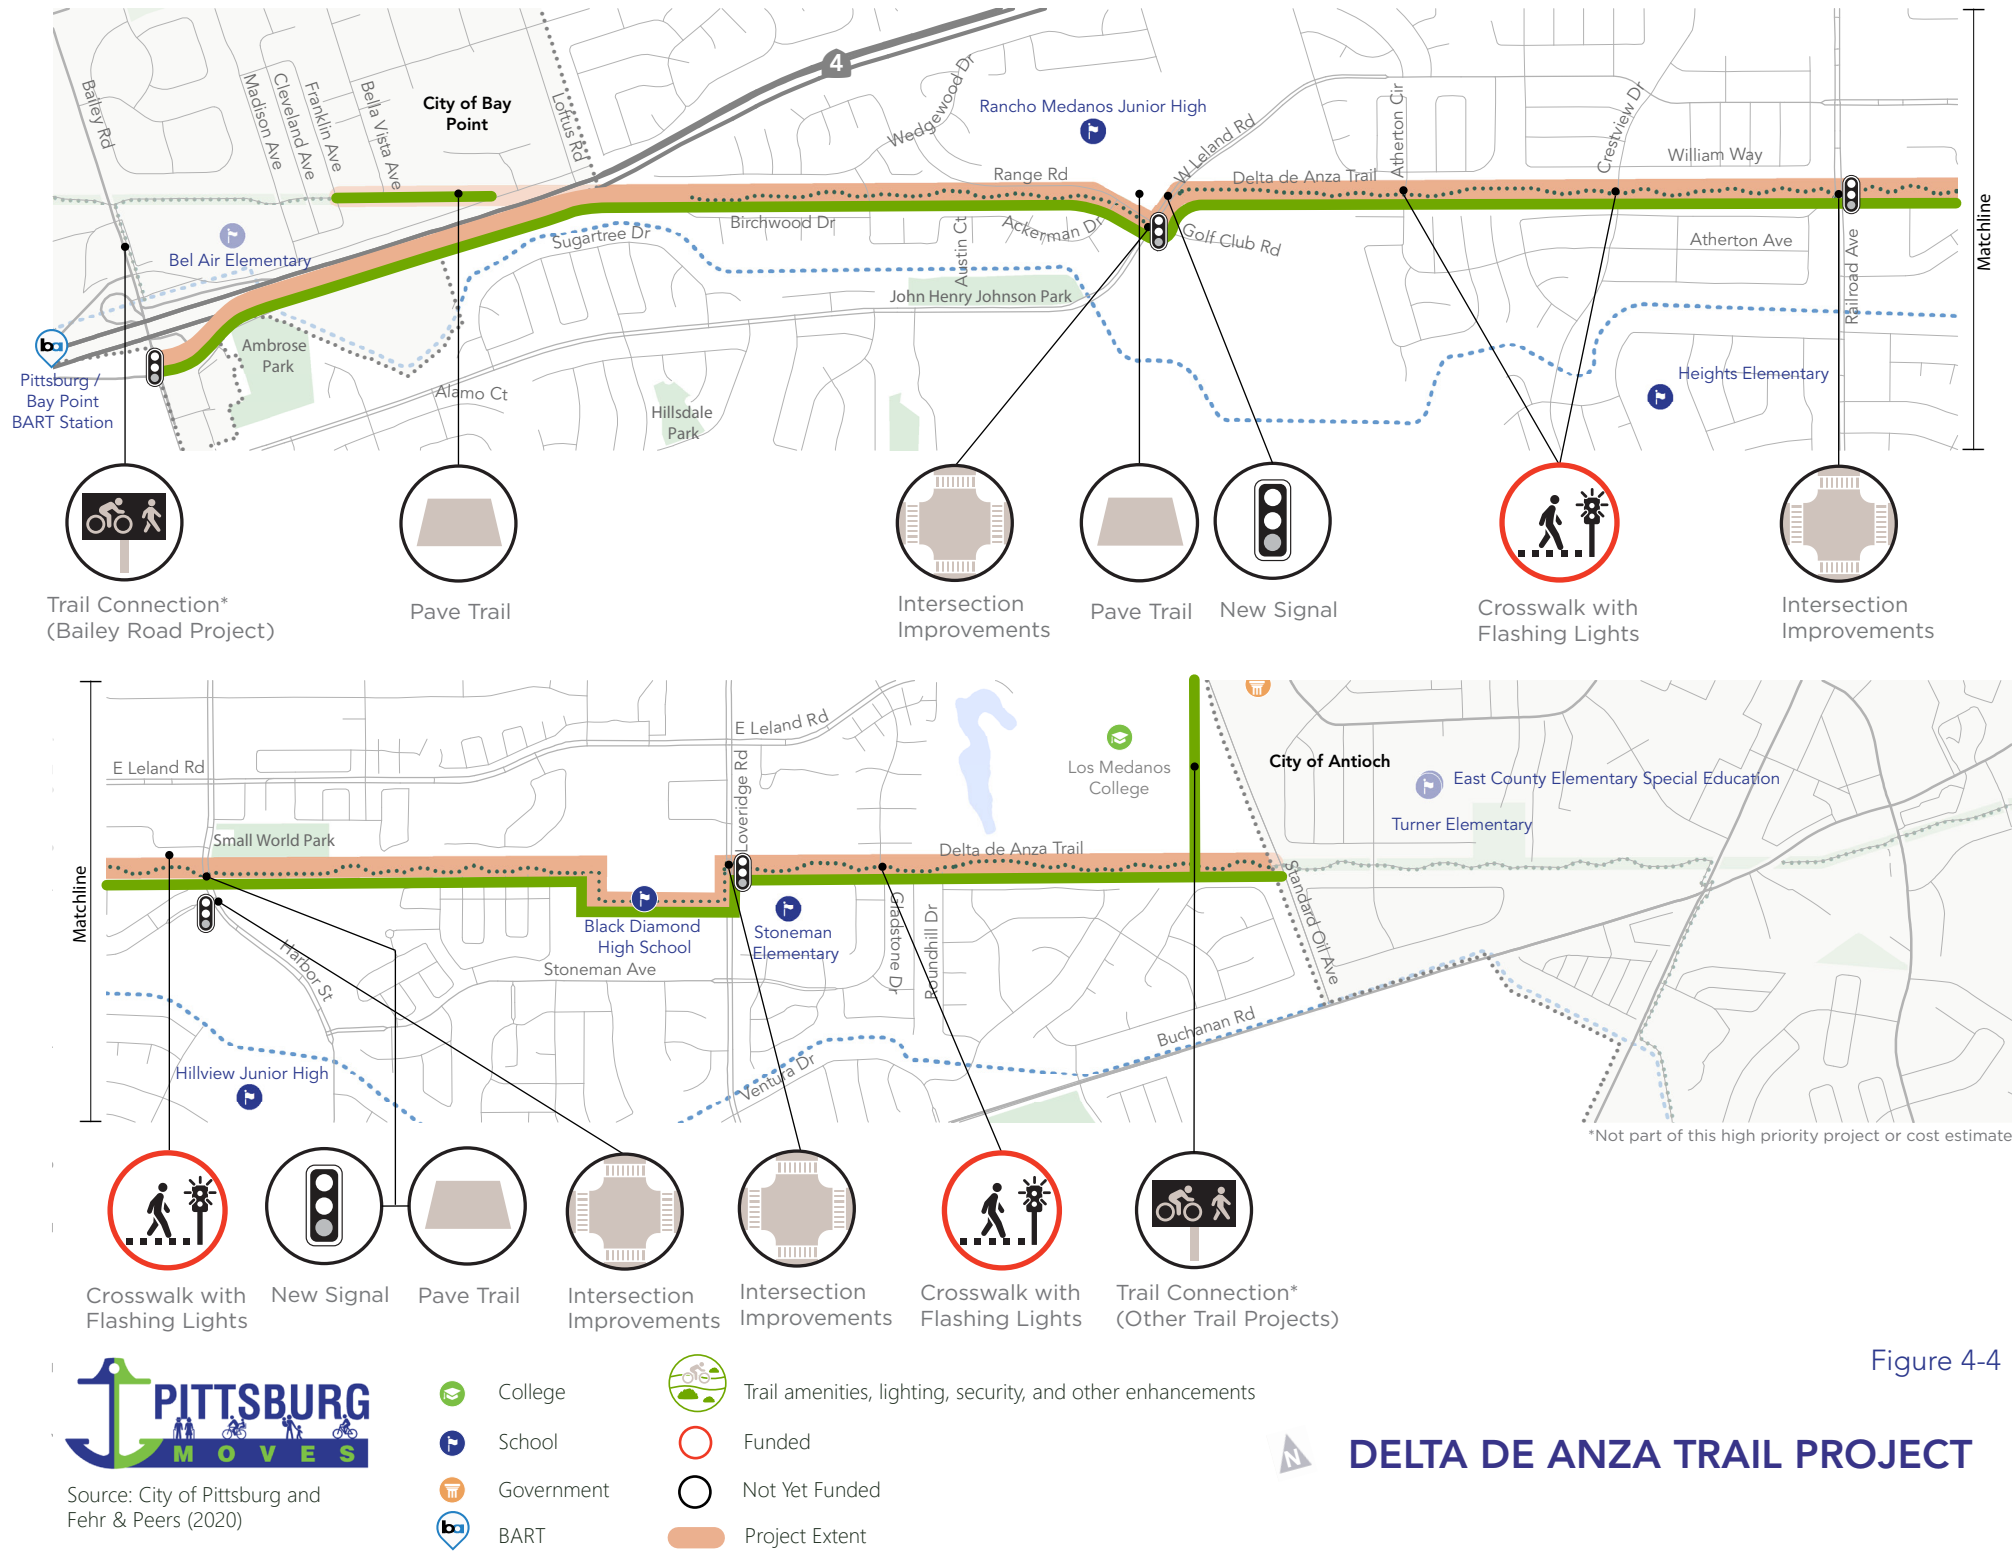 4
Bailey Rd
Madison Ave
Cleveland Ave
Franklin Ave
Bella Vista Ave
City of Bay
Point
Loftus Rd
Wedgewood Dr
Rancho Medanos Junior High
W Leland Rd
Atherton Cir
Crestview Dr
William Way
Range Rd
Delta de Anza Trail
Birchwood Dr
Austin Ct
Ackerman Dr
Golf Club Rd
Atherton Ave
Railroad Ave
Matchline
Sugartree Dr
Bel Air Elementary
John Henry Johnson Park
ba
Pittsburg /
Bay Point
BART Station
Ambrose
Park
Alamo Ct
Hillsdale
Park
Heights Elementary
Trail Connection*
(Bailey Road Project)
Pave Trail
Intersection
Improvements
Pave Trail
New Signal
Crosswalk with
Flashing Lights
Intersection
Improvements
Matchline
E Leland Rd
E Leland Rd
Loveridge Rd
Los Medanos
College
City of Antioch
East County Elementary Special Education
Turner Elementary
Small World Park
Delta de Anza Trail
Standard Oil Ave
Black Diamond
High School
Stoneman
Elementary
Gladstone Dr
Roundhill Dr
Harbor St
Stoneman Ave
Buchanan Rd
Ventura Dr
Hillview Junior High
*Not part of this high priority project or cost estimate
Crosswalk with
Flashing Lights
New Signal
Pave Trail
Intersection
Improvements
Intersection
Improvements
Crosswalk with
Flashing Lights
Trail Connection*
(Other Trail Projects)
Figure 4-4
PITTSBURG
MOVES
Source: City of Pittsburg and
Fehr & Peers (2020)
College
School
Government
ba
BART
Trail amenities, lighting, security, and other enhancements
Funded
Not Yet Funded
Project Extent
N
DELTA DE ANZA TRAIL PROJECT